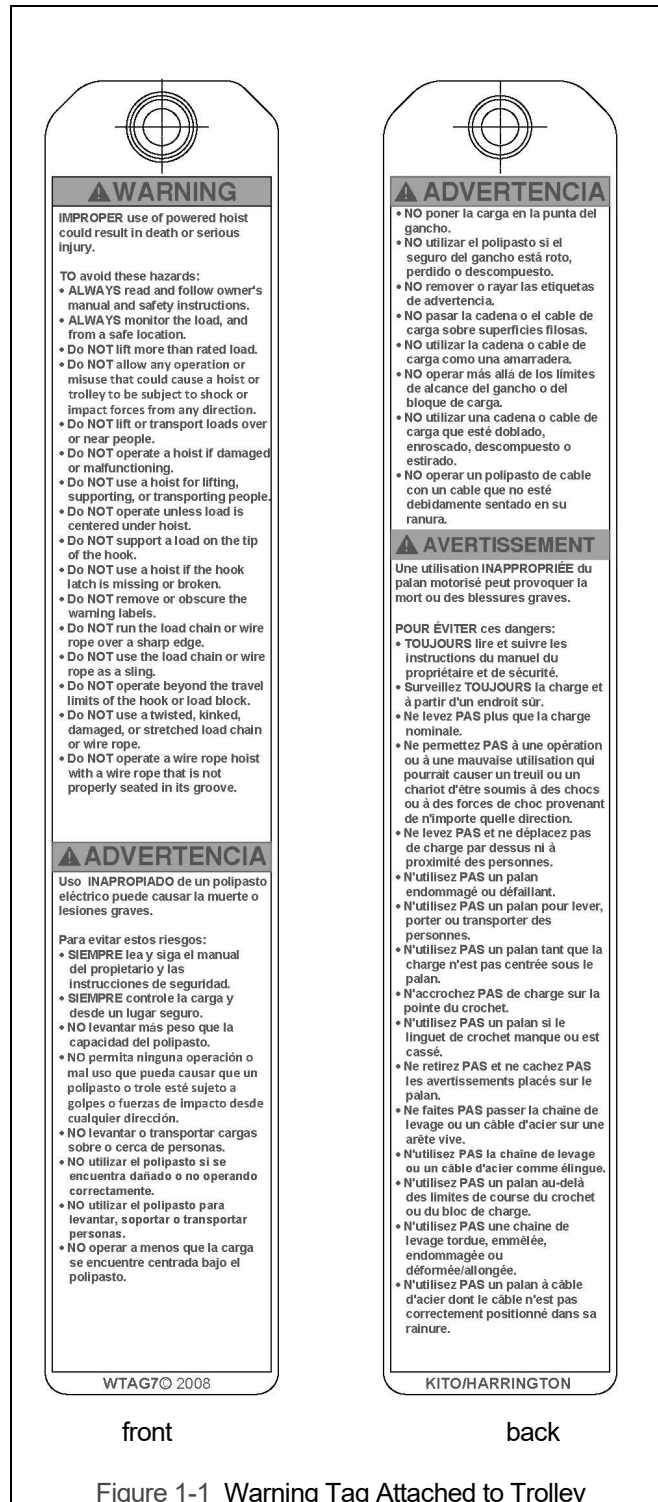 WARNING
IMPROPER use of powered hoist
could result in death or serious
injury.
TO avoid these hazards:
• ALWAYS read and follow owner's
manual and safety instructions.
• ALWAYS monitor the load, and
from a safe location.
• Do NOT lift more than rated load.
• Do NOT allow any operation or
misuse that could cause a hoist or
trolley to be subject to shock or
impact forces from any direction.
• Do NOT lift or transport loads over
or near people.
• Do NOT operate a hoist if damaged
or malfunctioning.
• Do NOT use a hoist for lifting,
supporting, or transporting people.
• Do NOT operate unless load is
centered under hoist.
• Do NOT support a load on the tip
of the hook.
• Do NOT use a hoist if the hook
latch is missing or broken.
• Do NOT remove or obscure the
warning labels.
• Do NOT run the load chain or wire
rope over a sharp edge.
• Do NOT use the load chain or wire
rope as a sling.
• Do NOT operate beyond the travel
limits of the hook or load block.
• Do NOT use a twisted, kinked,
damaged, or stretched load chain
or wire rope.
• Do NOT operate a wire rope hoist
with a wire rope that is not
properly seated in its groove.
ADVERTENCIA
Uso INAPROPIADO de un polipasto
eléctrico puede causar la muerte o
lesiones graves.
Para evitar estos riesgos:
• SIEMPRE lea y siga el manual
del propietario y las
instrucciones de seguridad.
• SIEMPRE controle la carga y
desde un lugar seguro.
• NO levantar más peso que la
capacidad del polipasto.
• NO permita ninguna operación o
mal uso que pueda causar que un
polipasto o trole esté sujeto a
golpes o fuerzas de impacto desde
cualquier dirección.
• NO levantar o transportar cargas
sobre o cerca de personas.
• NO utilizar el polipasto si se
encuentra dañado o no operando
correctamente.
• NO utilizar el polipasto para
levantar, soportar o transportar
personas.
• NO operar a menos que la carga
se encuentre centrada bajo el
polipasto.
WTAG7© 2008
front
ADVERTENCIA
• NO poner la carga en la punta del
gancho.
• NO utilizar el polipasto si el
seguro del gancho está roto,
perdido o descompuesto.
• NO remover o rayar las etiquetas
de advertencia.
• NO pasar la cadena o el cable de
carga sobre superficies filosas.
• NO utilizar la cadena o cable de
carga como una amarradera.
• NO operar más allá de los límites
de alcance del gancho o del
bloque de carga.
• NO utilizar una cadena o cable de
carga que esté doblado,
enroscado, descompuesto o
estirado.
• NO operar un polipasto de cable
con un cable que no esté
debidamente sentado en su
ranura.
AVERTISSEMENT
Une utilisation INAPPROPRIÉE du
palan motorisé peut provoquer la
mort ou des blessures graves.
POUR ÉVITER ces dangers:
• TOUJOURS lire et suivre les
instructions du manuel du
propriétaire et de sécurité.
• Surveillez TOUJOURS la charge et
à partir d'un endroit sûr.
• Ne levez PAS plus que la charge
nominale.
• Ne permettez PAS à une opération
ou à une mauvaise utilisation qui
pourrait causer un treuil ou un
chariot d'être soumis à des chocs
ou à des forces de choc provenant
de n'importe quelle direction.
• Ne levez PAS et ne déplacez pas
de charge par dessus ni à
proximité des personnes.
• N'utilisez PAS un palan
endommagé ou défaillant.
• N'utilisez PAS un palan pour lever,
porter ou transporter des
personnes.
• N'utilisez PAS un palan tant que la
charge n'est pas centrée sous le
palan.
• N'accrochez PAS de charge sur la
pointe du crochet.
• N'utilisez PAS un palan si le
linguet de crochet manque ou est
cassé.
• Ne retirez PAS et ne cachez PAS
les avertissements placés sur le
palan.
• Ne faites PAS passer la chaîne de
levage ou un câble d'acier sur une
arête vive.
• N'utilisez PAS la chaîne de levage
ou un câble d'acier comme élingue.
• N'utilisez PAS un palan au-delà
des limites de course du crochet
ou du bloc de charge.
• N'utilisez PAS une chaîne de
levage tordue, emmêlée,
endommagée ou
déformée/allongée.
• N'utilisez PAS un palan à câble
d'acier dont le câble n'est pas
correctement positionné dans sa
rainure.
KITO/HARRINGTON
back
Figure 1-1 Warning Tag Attached to Trolley